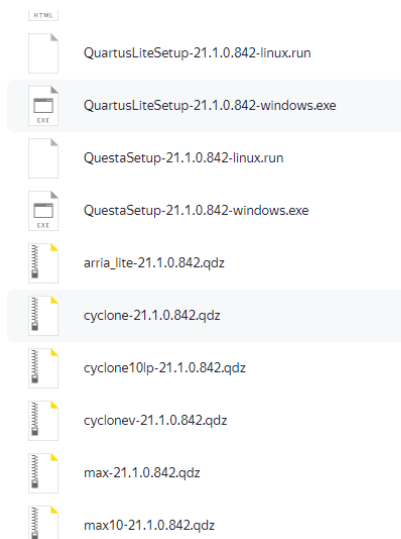 HTML
QuartusLiteSetup-21.1.0.842-linux.run
QuartusLiteSetup-21.1.0.842-windows.exe
EXE
QuestaSetup-21.1.0.842-linux.run
QuestaSetup-21.1.0.842-windows.exe
EXE
arria_lite-21.1.0.842.qdz
cyclone-21.1.0.842.qdz
cyclone10lp-21.1.0.842.qdz
cyclonev-21.1.0.842.qdz
max-21.1.0.842.qdz
max10-21.1.0.842.qdz